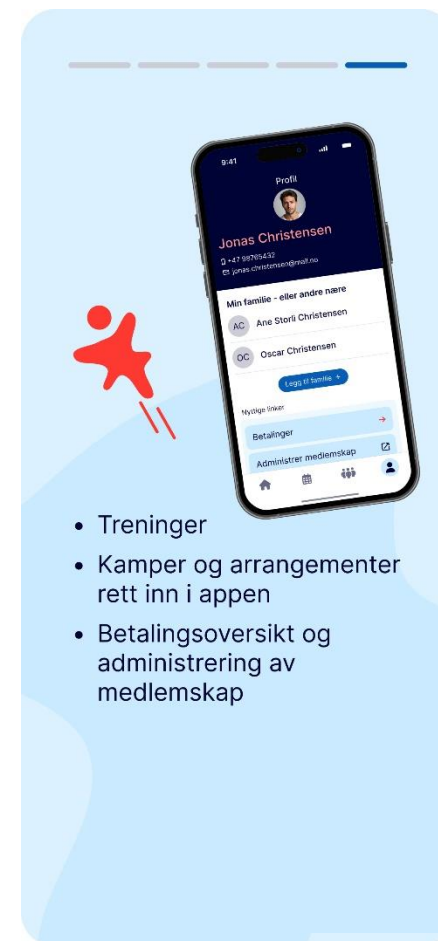 9:41
Profil
Jonas Christensen
+47 98765432
jonas.christensen@mail.no
Min familie - eller andre nære
AC Ane Storli Christensen
OC Oscar Christensen
Legg til familie +
Nyttige linker
Betalinger
Administrer medlemskap
• Treninger
• Kamper og arrangementer
rett inn i appen
• Betalingsoversikt og
administrering av
medlemskap